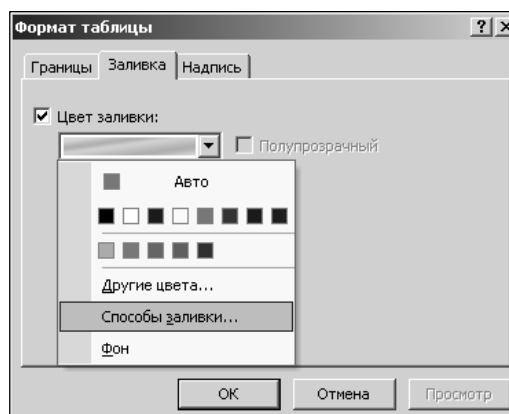 Формат таблицы
Границы Заливка Надпись
Цвет заливки:
Полупрозрачный
Авто
Другие цвета...
Способы заливки...
Фон
ОК Отмена Просмотр